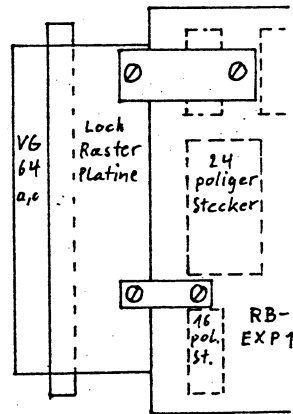 VG
64
a,c
Loch
Raster
Platine
24
poliger
Stecker
16
pol.
St.
RB-
EXP1